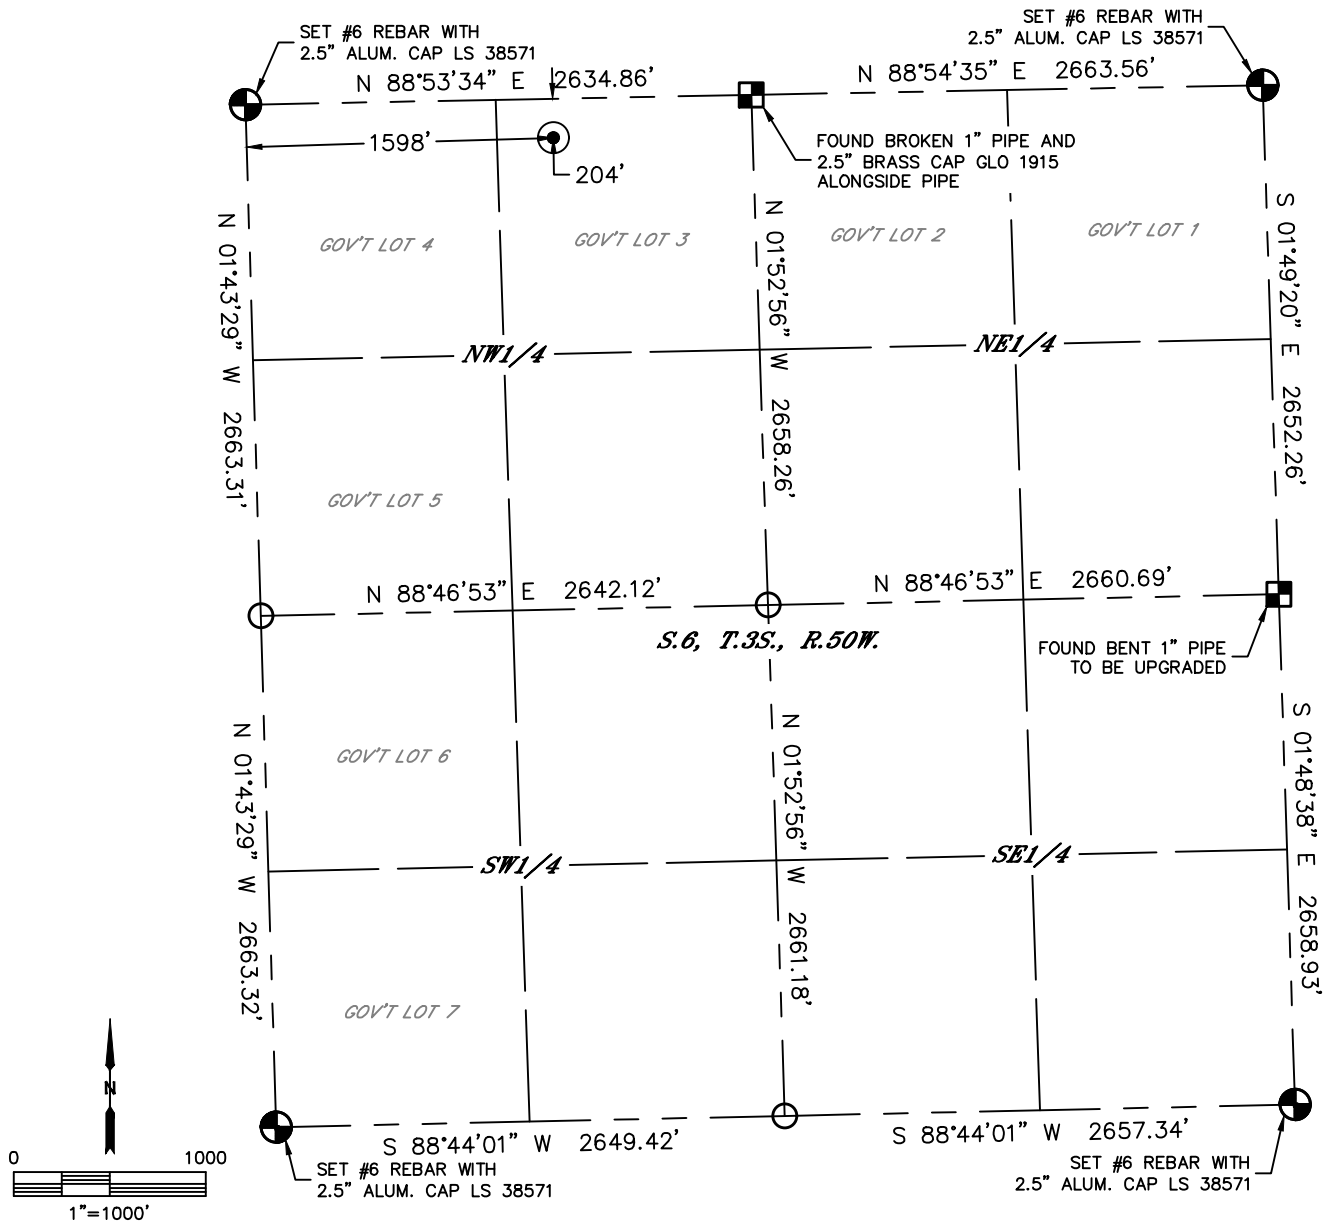 SET #6 REBAR WITH
2.5" ALUM. CAP LS 38571
SET #6 REBAR WITH
2.5" ALUM. CAP LS 38571
N 88°53'34" E 2634.86'
N 88°54'35" E 2663.56'
1598'
204'
FOUND BROKEN 1" PIPE AND
2.5" BRASS CAP GLO 1915
ALONGSIDE PIPE
N 01°43'29" W 2663.31'
GOV'T LOT 4
GOV'T LOT 3
N 01°52'56" W 2658.26'
GOV'T LOT 2
GOV'T LOT 1
S 01°49'20" E 2652.26'
NW1/4
NE1/4
GOV'T LOT 5
N 88°46'53" E 2642.12'
N 88°46'53" E 2660.69'
S.6, T.3S., R.50W.
FOUND BENT 1" PIPE
TO BE UPGRADED
N 01°43'29" W 2663.32'
GOV'T LOT 6
N 01°52'56" W 2661.18'
S 01°48'38" E 2658.93'
SW1/4
SE1/4
GOV'T LOT 7
N
S 88°44'01" W 2649.42'
S 88°44'01" W 2657.34'
0 1000
1"=1000'
SET #6 REBAR WITH
2.5" ALUM. CAP LS 38571
SET #6 REBAR WITH
2.5" ALUM. CAP LS 38571